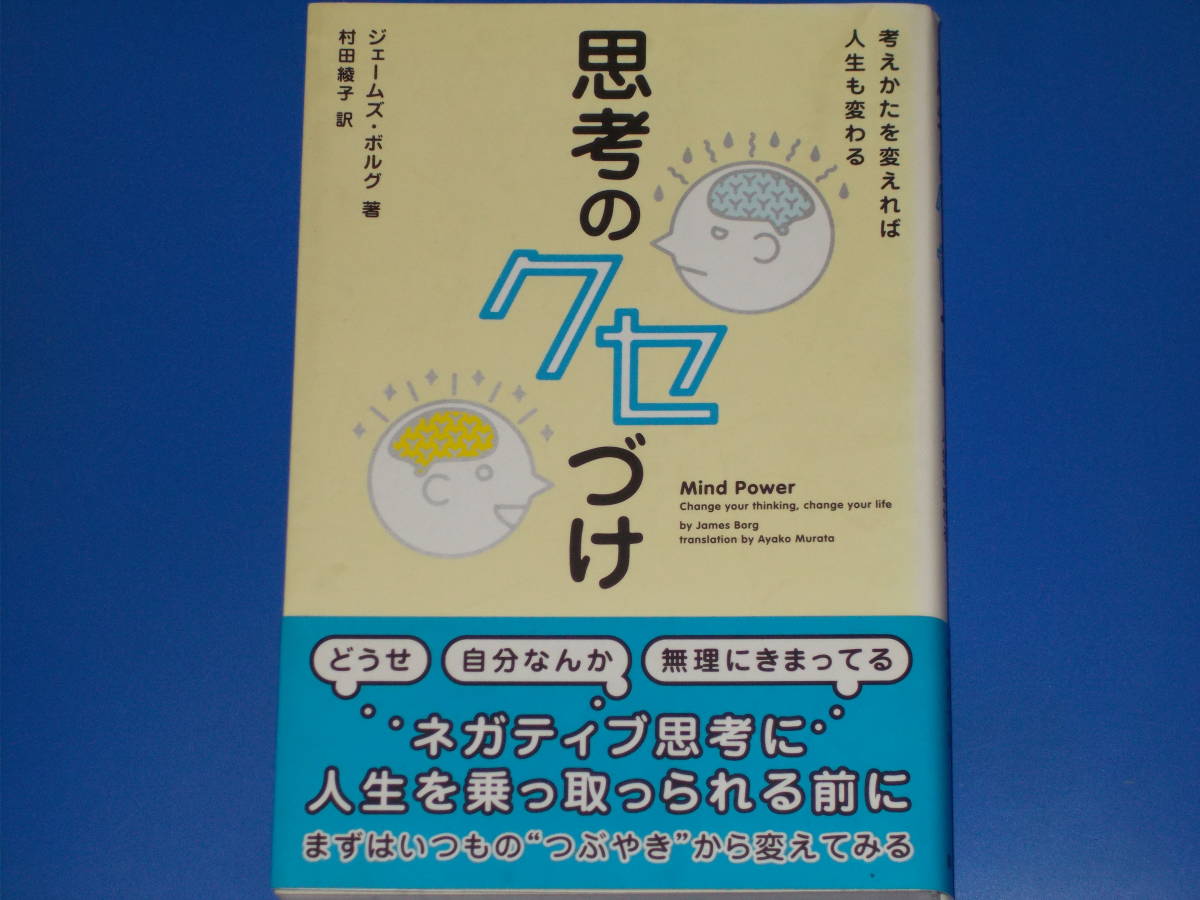 考えかたを変えれば
人生も変わる
思考のクセづけ
ジェームズ・ボルグ 著
村田綾子 訳
Mind Power
Change your thinking, change your life
by James Borg
translation by Ayako Murata
どうせ
自分なんか
無理にきまってる
ネガティブ思考に
人生を乗っ取っられる前に
まずはいつもの“つぶやき”から変えてみる